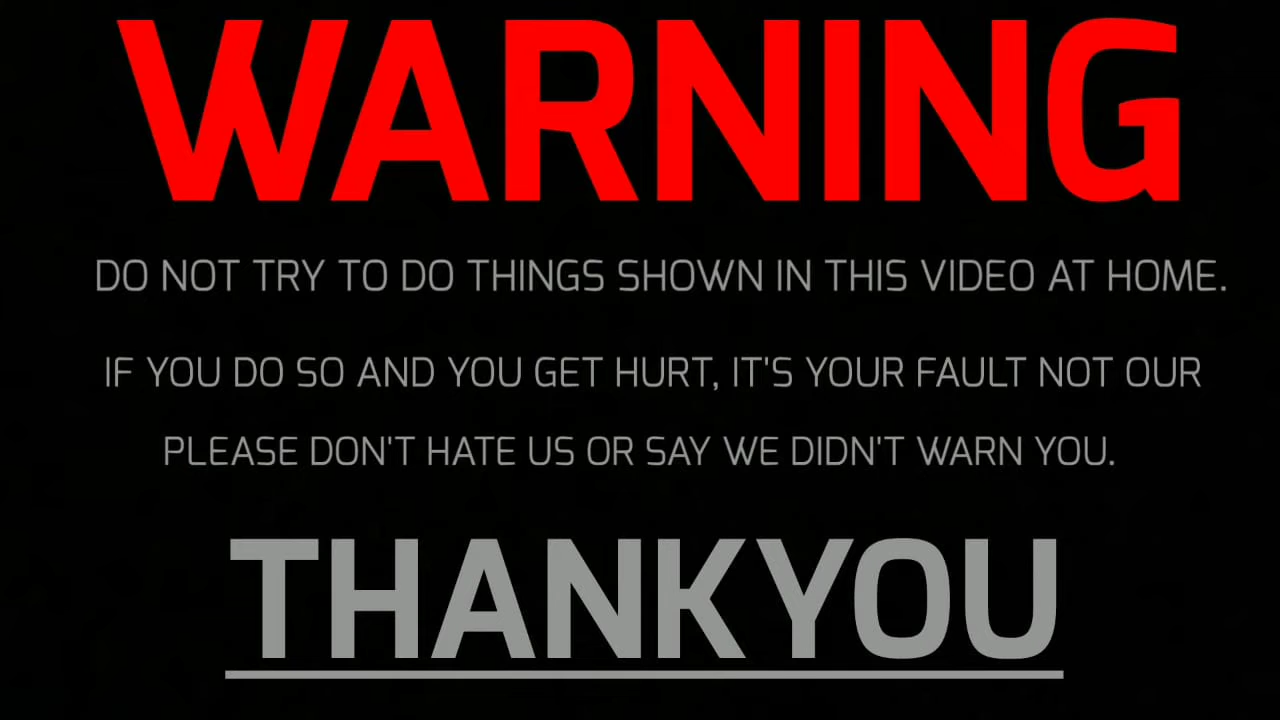 WARNING
DO NOT TRY TO DO THINGS SHOWN IN THIS VIDEO AT HOME.
IF YOU DO SO AND YOU GET HURT, IT'S YOUR FAULT NOT OUR
PLEASE DON'T HATE US OR SAY WE DIDN'T WARN YOU.
THANKYOU